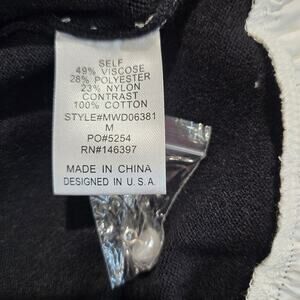 SELF
49% VISCOSE
28% POLYESTER
23% NYLON
CONTRAST
100% COTTON
STYLE#MWD06381
M
PO#5254
RN#146397
MADE IN CHINA
DESIGNED IN U.S.A.